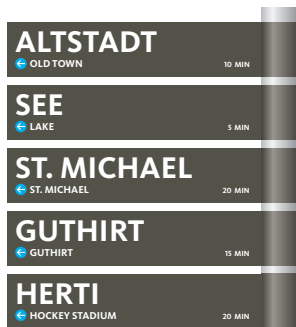 ALTSTADT
OLD TOWN 10 MIN
SEE
LAKE 5 MIN
ST. MICHAEL
ST. MICHAEL 20 MIN
GUTHIRT
GUTHIRT 15 MIN
HERTI
HOCKEY STADIUM 20 MIN